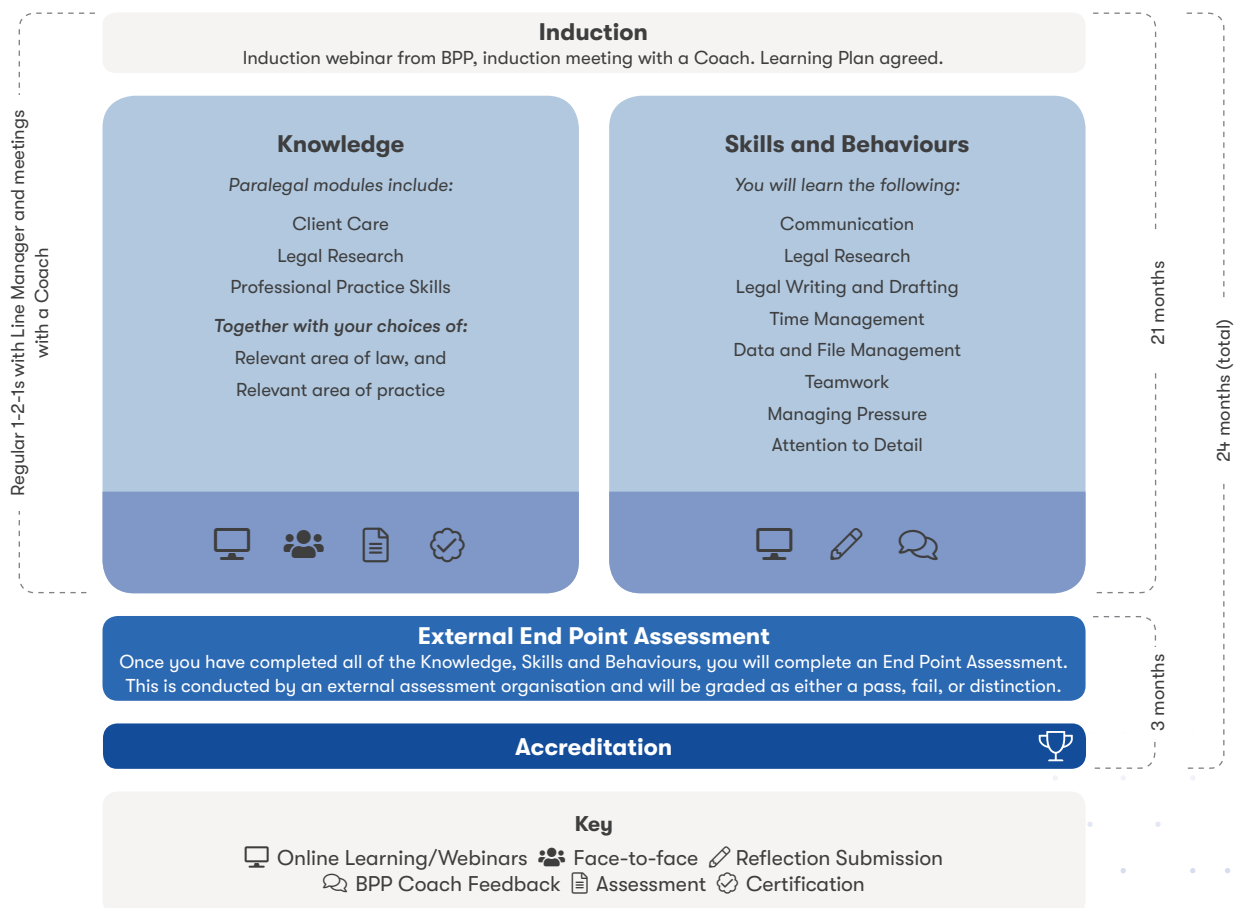 Induction
Induction webinar from BPP, induction meeting with a Coach. Learning Plan agreed.
Regular 1-2-1s with Line Manager and meetings
with a Coach
Knowledge
Paralegal modules include:
Client Care
Legal Research
Professional Practice Skills
Together with your choices of:
Relevant area of law, and
Relevant area of practice
Skills and Behaviours
You will learn the following:
Communication
Legal Research
Legal Writing and Drafting
Time Management
Data and File Management
Teamwork
Managing Pressure
Attention to Detail
21 months
24 months (total)
External End Point Assessment
Once you have completed all of the Knowledge, Skills and Behaviours, you will complete an End Point Assessment.
This is conducted by an external assessment organisation and will be graded as either a pass, fail, or distinction.
3 months
Accreditation
Key
Online Learning/Webinars Face-to-face Reflection Submission
BPP Coach Feedback Assessment Certification